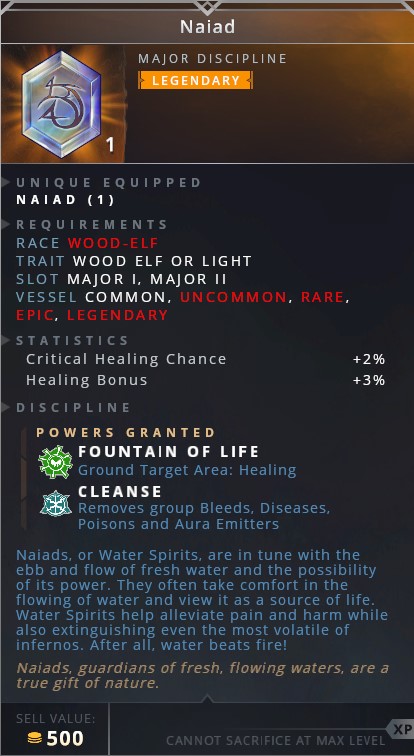 Naiad
MAJOR DISCIPLINE
LEGENDARY
1
UNIQUE EQUIPPED
NAIAD (1)
REQUIREMENTS
RACE WOOD-ELF
TRAIT WOOD ELF OR LIGHT
SLOT MAJOR I, MAJOR II
VESSEL COMMON, UNCOMMON, RARE,
EPIC, LEGENDARY
STATISTICS
Critical Healing Chance +2%
Healing Bonus +3%
DISCIPLINE
POWERS GRANTED
FOUNTAIN OF LIFE
Ground Target Area: Healing
CLEANSE
Removes group Bleeds, Diseases,
Poisons and Aura Emitters
Naiads, or Water Spirits, are in tune with the
ebb and flow of fresh water and the possibility
of its power. They often take comfort in the
flowing of water and view it as a source of life.
Water Spirits help alleviate pain and harm while
also extinguishing even the most volatile of
infernos. After all, water beats fire!
Naiads, guardians of fresh, flowing waters, are a
true gift of nature.
SELL VALUE:
500
XP
CANNOT SACRIFICE AT MAX LEVEL